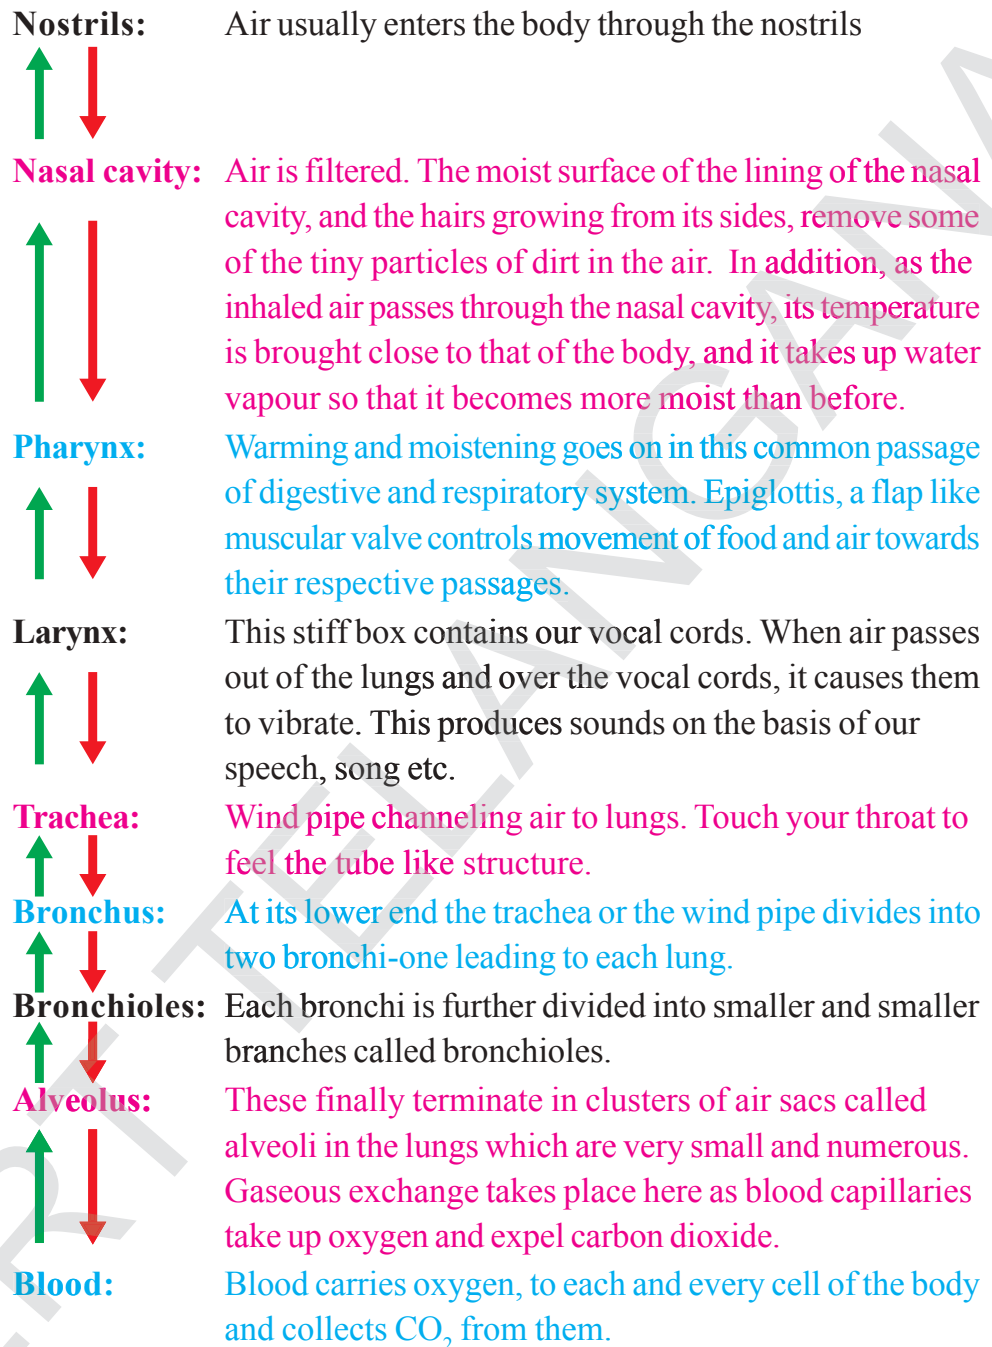 Nostrils: Air usually enters the body through the nostrils
Nasal cavity: Air is filtered. The moist surface of the lining of the nasal
cavity, and the hairs growing from its sides, remove some
of the tiny particles of dirt in the air. In addition, as the
inhaled air passes through the nasal cavity, its temperature
is brought close to that of the body, and it takes up water
vapour so that it becomes more moist than before.
Pharynx: Warming and moistening goes on in this common passage
of digestive and respiratory system. Epiglottis, a flap like
muscular valve controls movement of food and air towards
their respective passages.
Larynx: This stiff box contains our vocal cords. When air passes
out of the lungs and over the vocal cords, it causes them
to vibrate. This produces sounds on the basis of our
speech, song etc.
Trachea: Wind pipe channeling air to lungs. Touch your throat to
feel the tube like structure.
Bronchus: At its lower end the trachea or the wind pipe divides into
two bronchi-one leading to each lung.
Bronchioles: Each bronchi is further divided into smaller and smaller
branches called bronchioles.
Alveolus: These finally terminate in clusters of air sacs called
alveoli in the lungs which are very small and numerous.
Gaseous exchange takes place here as blood capillaries
take up oxygen and expel carbon dioxide.
Blood: Blood carries oxygen, to each and every cell of the body
and collects CO₂ from them.
ERT TELANGANA